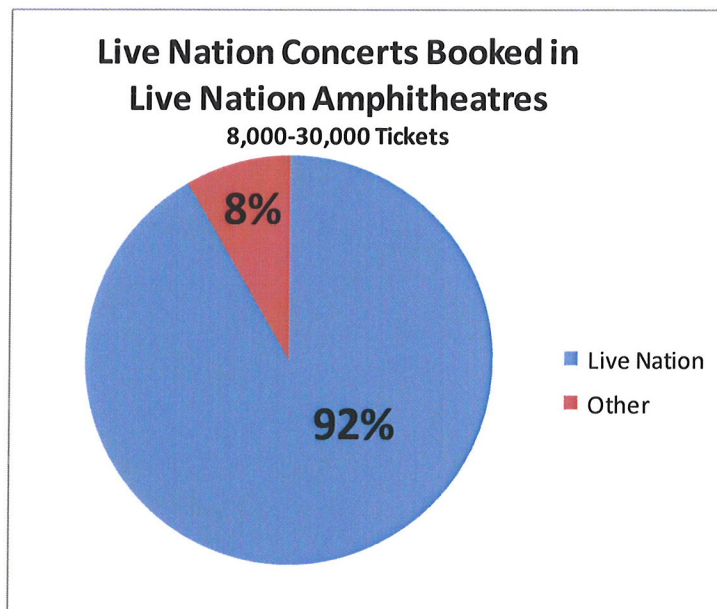 Live Nation Concerts Booked in
Live Nation Amphitheatres
8,000-30,000 Tickets
8%
92%
Live Nation
Other